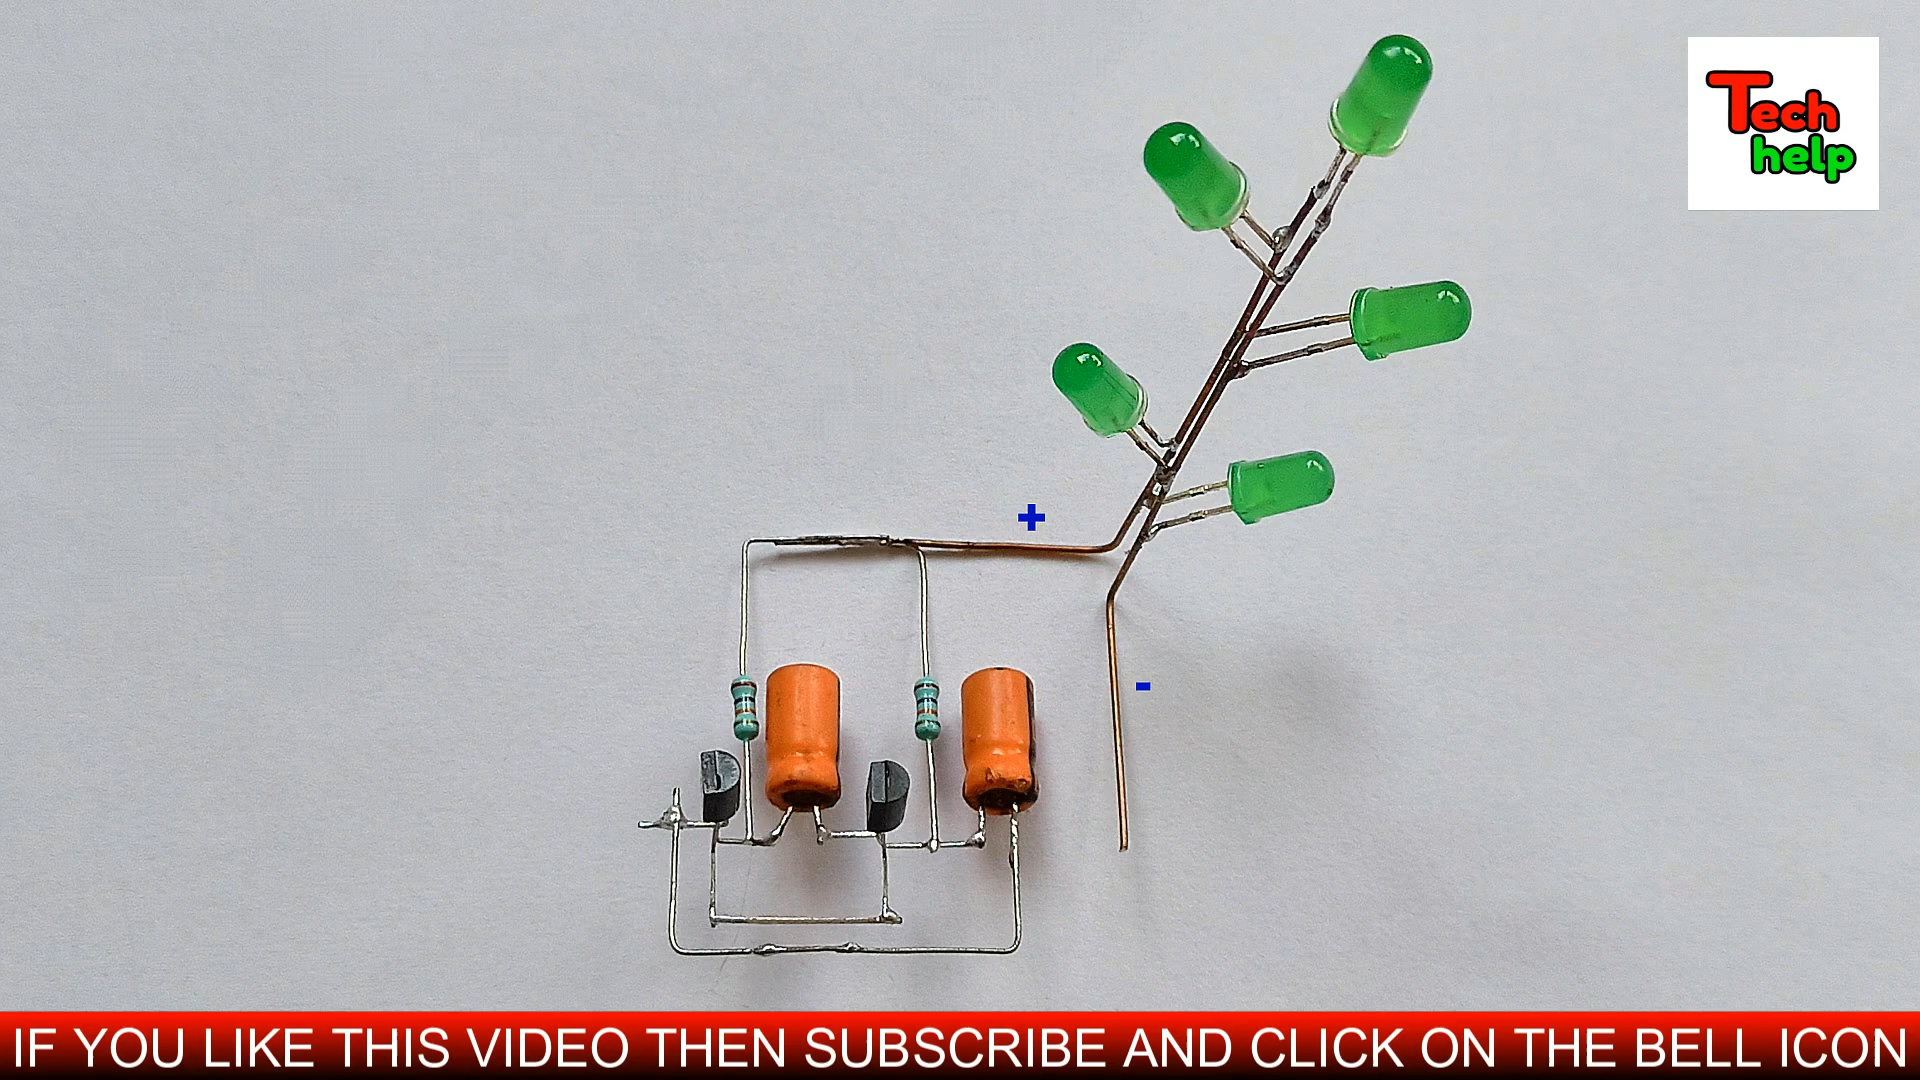 Tech
help
+
-
IF YOU LIKE THIS VIDEO THEN SUBSCRIBE AND CLICK ON THE BELL ICON